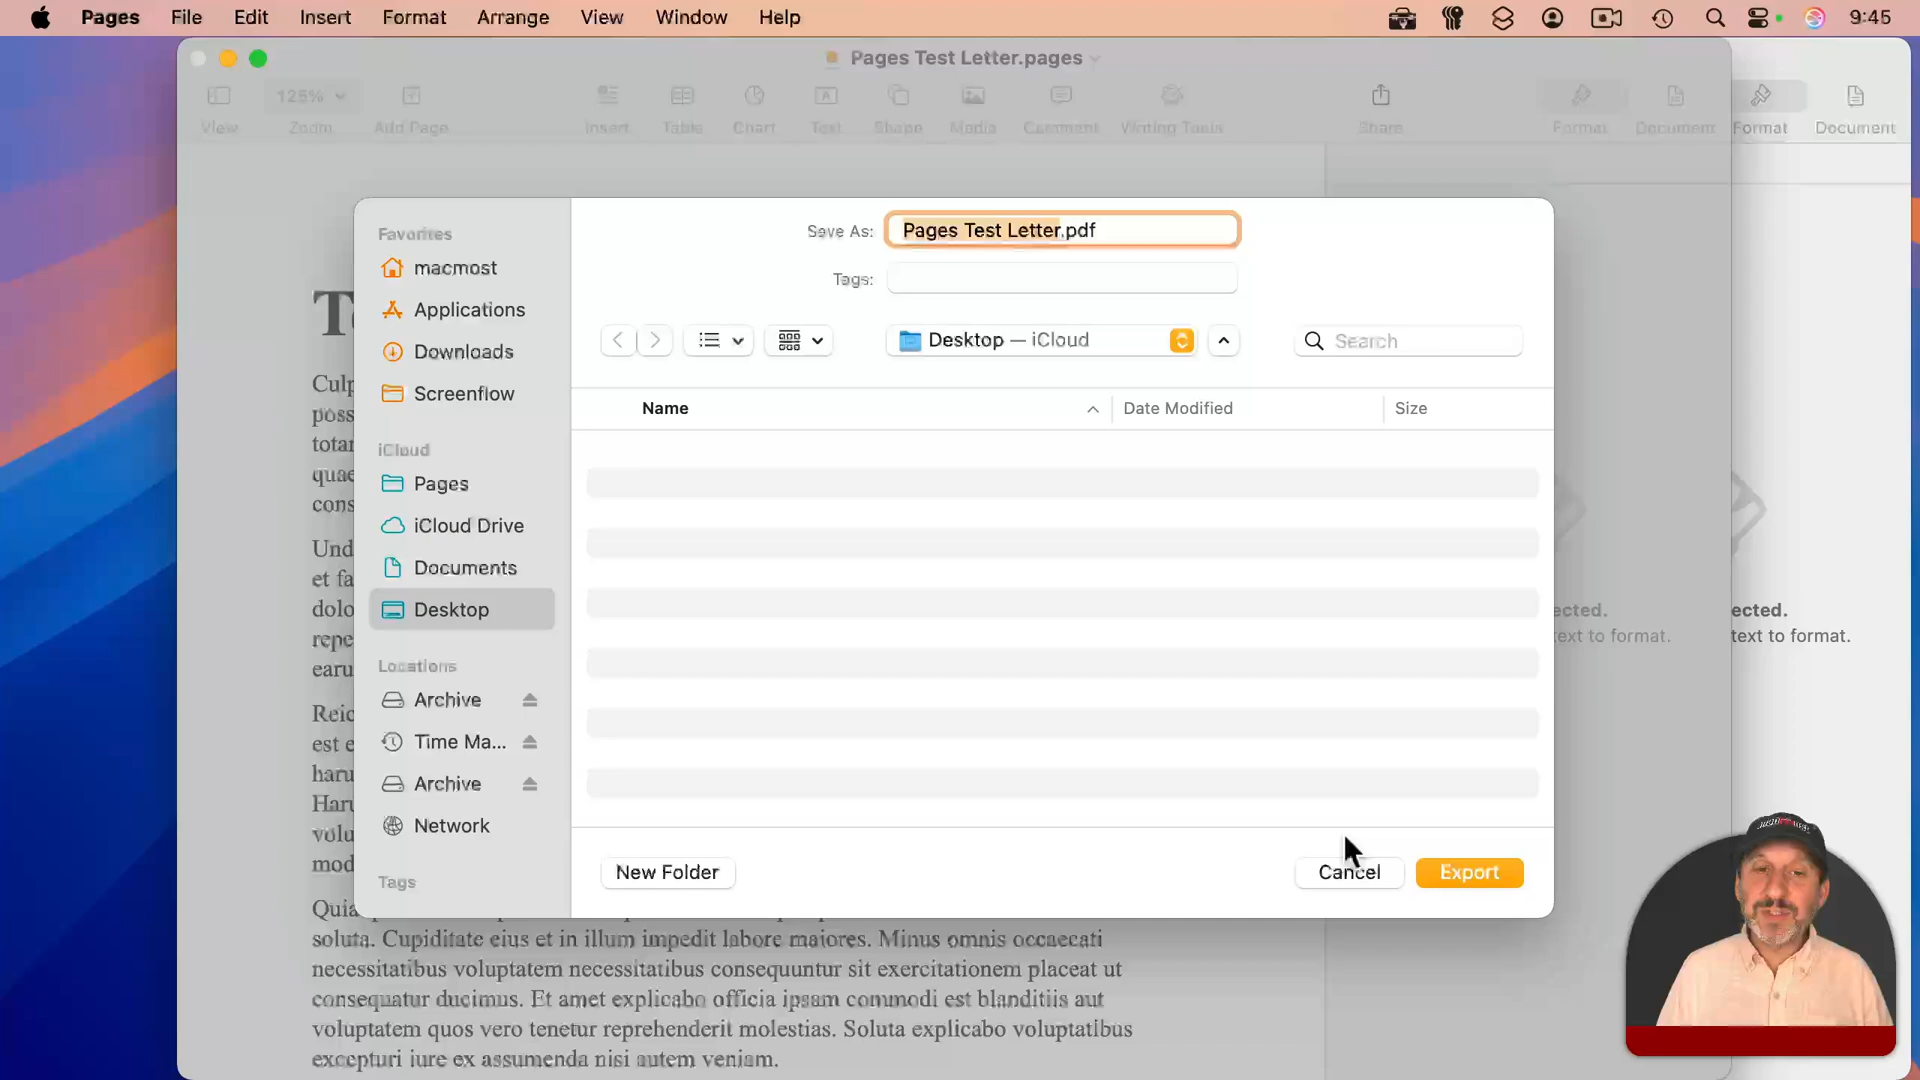 Pages File Edit Insert Format Arrange View Window Help 9:45
Pages Test Letter.pages
125%
View Zoom Add Page Insert Table Chart Text Shape Media Comment Writing Tools Share Format Document Format Document
Save As: Pages Test Letter.pdf
Tags:
Desktop — iCloud
Search
Name Date Modified Size
Favorites
macmost
Applications
Downloads
Screenflow
iCloud
Pages
iCloud Drive
Documents
Desktop
Locations
Archive
Time Ma...
Archive
Network
Tags
New Folder Cancel Export
ected. ected.
text to format. text to format.
Culp
poss
totar
quae
cons
Und
et fa
dolo
repe
earu
Reic
est e
haru
Haru
volu
mod
Quia
soluta. Cupiditate eius et in illum impedit labore maiores. Minus omnis occaecati
necessitatibus voluptatem necessitatibus consequuntur sit exercitationem placeat ut
consequatur ducimus. Et amet explicabo officia ipsam commodi est blanditiis aut
voluptatem quos vero tenetur reprehenderit molestias. Soluta explicabo voluptatibus
excepturi iure ex assumenda nisi autem veniam.